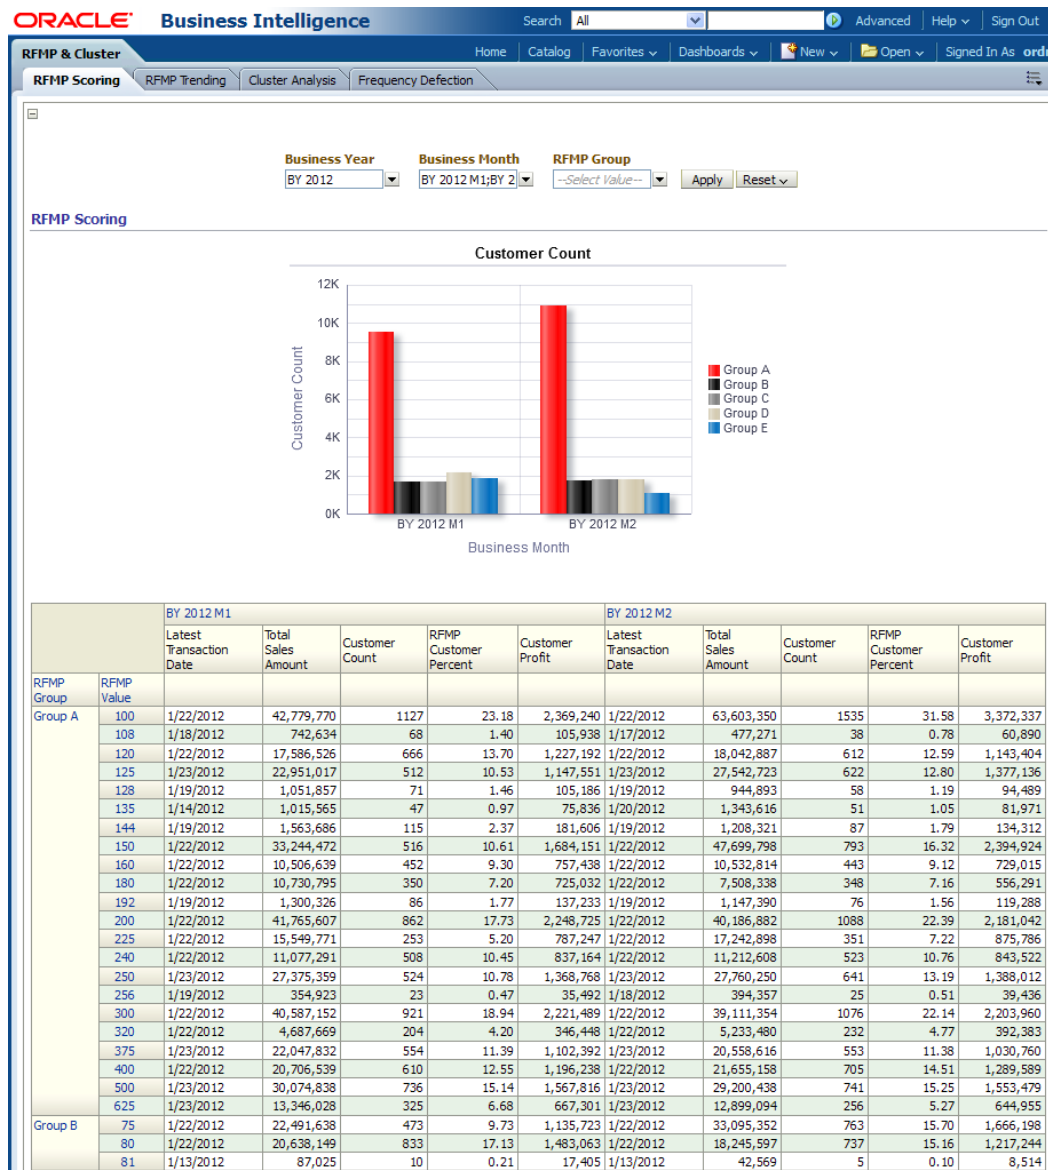 ORACLE Business Intelligence Search All Advanced Help Sign Out
RFMP & Cluster Home Catalog Favorites Dashboards New Open Signed In As ordr
RFMP Scoring RFMP Trending Cluster Analysis Frequency Defection
Business Year Business Month RFMP Group
BY 2012 BY 2012 M1;BY 2 --Select Value-- Apply Reset
RFMP Scoring
Customer Count
12K
10K
8K
6K
4K
2K
0K
Customer Count
Group A
Group B
Group C
Group D
Group E
BY 2012 M1 BY 2012 M2
Business Month
BY 2012 M1 BY 2012 M2
Latest Transaction Date Total Sales Amount Customer Count RFMP Customer Percent Customer Profit Latest Transaction Date Total Sales Amount Customer Count RFMP Customer Percent Customer Profit
RFMP Group RFMP Value
Group A 100 1/22/2012 42,779,770 1127 23.18 2,369,240 1/22/2012 63,603,350 1535 31.58 3,372,337
108 1/18/2012 742,634 68 1.40 105,938 1/17/2012 477,271 38 0.78 60,890
120 1/22/2012 17,586,526 666 13.70 1,227,192 1/22/2012 18,042,887 612 12.59 1,143,404
125 1/23/2012 22,951,017 512 10.53 1,147,551 1/23/2012 27,542,723 622 12.80 1,377,136
128 1/19/2012 1,051,857 71 1.46 105,186 1/19/2012 944,893 58 1.19 94,489
135 1/14/2012 1,015,565 47 0.97 75,836 1/20/2012 1,343,616 51 1.05 81,971
144 1/19/2012 1,563,686 115 2.37 181,606 1/19/2012 1,208,321 87 1.79 134,312
150 1/22/2012 33,244,472 516 10.61 1,684,151 1/22/2012 47,699,798 793 16.32 2,394,924
160 1/22/2012 10,506,639 452 9.30 757,438 1/22/2012 10,532,814 443 9.12 729,015
180 1/22/2012 10,730,795 350 7.20 725,032 1/22/2012 7,508,338 348 7.16 556,291
192 1/19/2012 1,300,326 86 1.77 137,233 1/19/2012 1,147,390 76 1.56 119,288
200 1/22/2012 41,765,607 862 17.73 2,248,725 1/22/2012 40,186,882 1088 22.39 2,181,042
225 1/22/2012 15,549,771 253 5.20 787,247 1/22/2012 17,242,898 351 7.22 875,786
240 1/22/2012 11,077,291 508 10.45 837,164 1/22/2012 11,212,608 523 10.76 843,522
250 1/23/2012 27,375,359 524 10.78 1,368,768 1/23/2012 27,760,250 641 13.19 1,388,012
256 1/19/2012 354,923 23 0.47 35,492 1/18/2012 394,357 25 0.51 39,436
300 1/22/2012 40,587,152 921 18.94 2,221,489 1/22/2012 39,111,354 1076 22.14 2,203,960
320 1/22/2012 4,687,669 204 4.20 346,448 1/22/2012 5,233,480 232 4.77 392,383
375 1/23/2012 22,047,832 554 11.39 1,102,392 1/23/2012 20,558,616 553 11.38 1,030,760
400 1/22/2012 20,706,539 610 12.55 1,196,238 1/22/2012 21,655,158 705 14.51 1,289,589
500 1/23/2012 30,074,838 736 15.14 1,567,816 1/23/2012 29,200,438 741 15.25 1,553,479
625 1/23/2012 13,346,028 325 6.68 667,301 1/23/2012 12,899,094 256 5.27 644,955
Group B 75 1/22/2012 22,491,638 473 9.73 1,135,723 1/22/2012 33,095,352 763 15.70 1,666,198
80 1/22/2012 20,638,149 833 17.13 1,483,063 1/22/2012 18,245,597 737 15.16 1,217,244
81 1/13/2012 87,025 10 0.21 17,405 1/13/2012 42,569 5 0.10 8,514